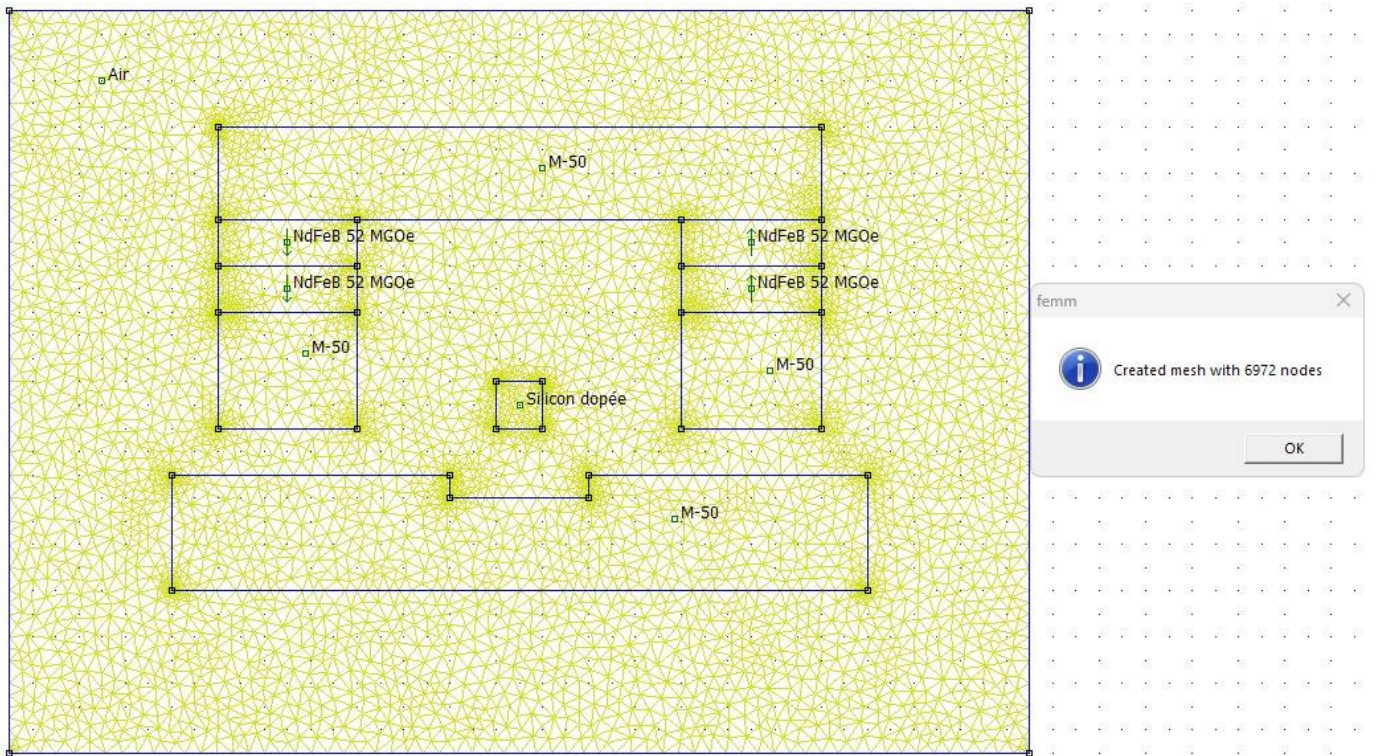 Air
M-50
NdFeB 52 MGOe
NdFeB 52 MGOe
NdFeB 52 MGOe
NdFeB 52 MGOe
M-50
M-50
Silicon dopée
M-50
femm
Created mesh with 6972 nodes
OK